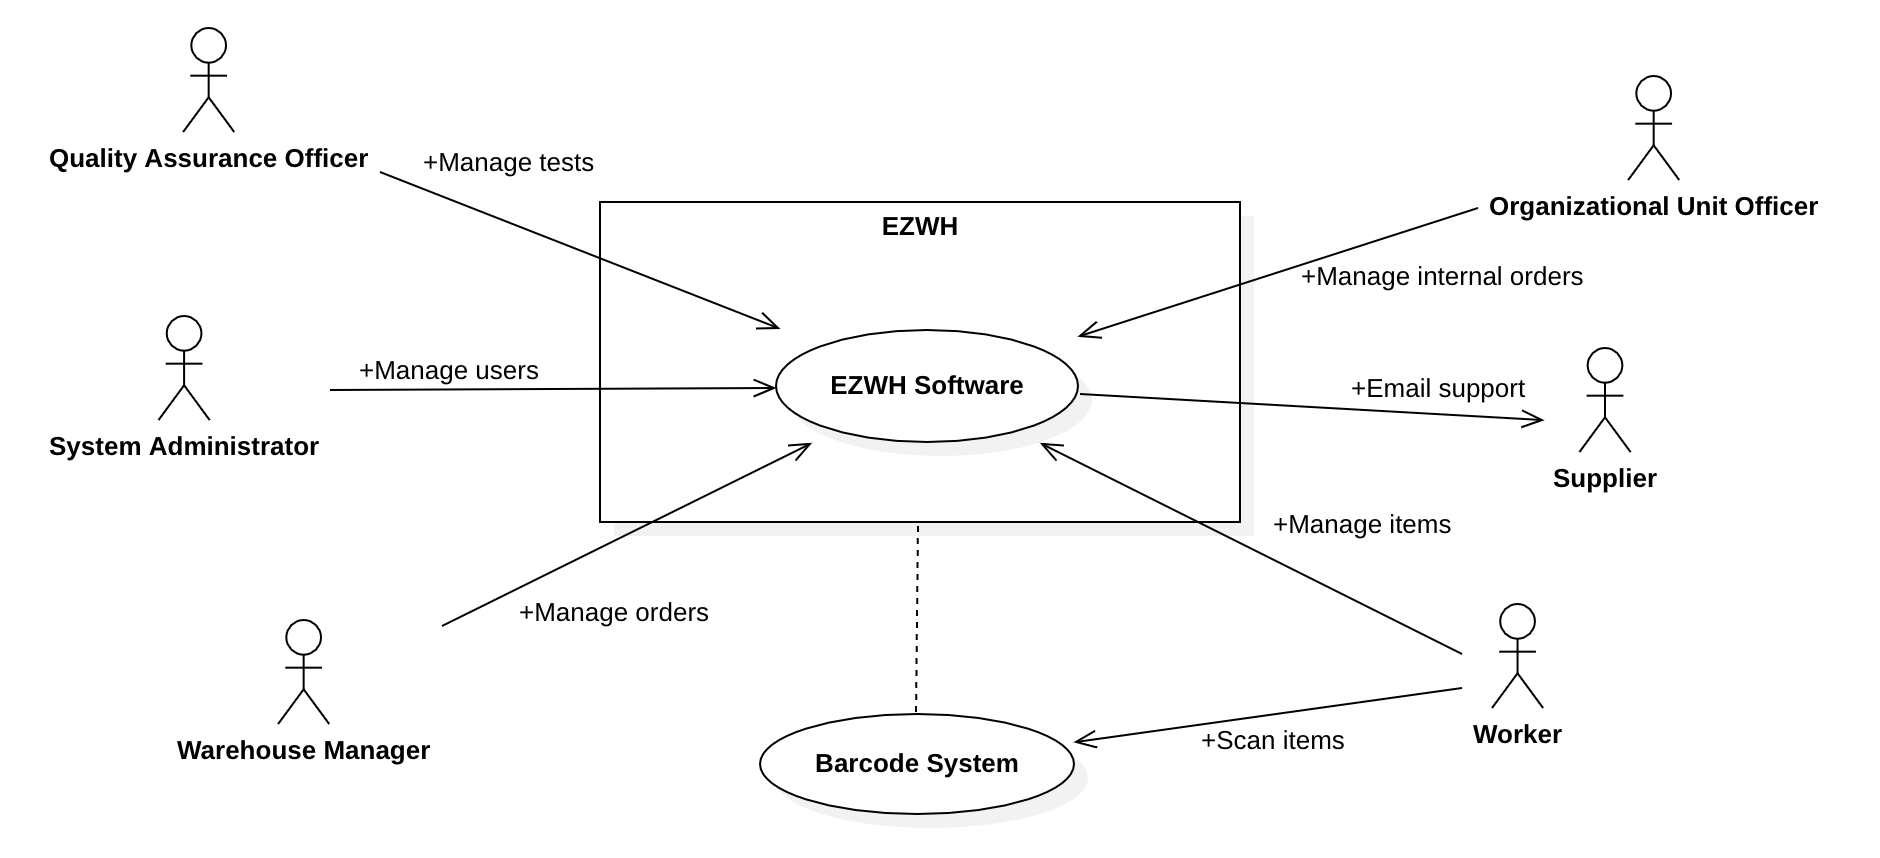 Quality Assurance Officer
+Manage tests
Organizational Unit Officer
EZWH
+Manage internal orders
+Manage users
EZWH Software
+Email support
System Administrator
Supplier
+Manage items
+Manage orders
Warehouse Manager
Barcode System
+Scan items
Worker